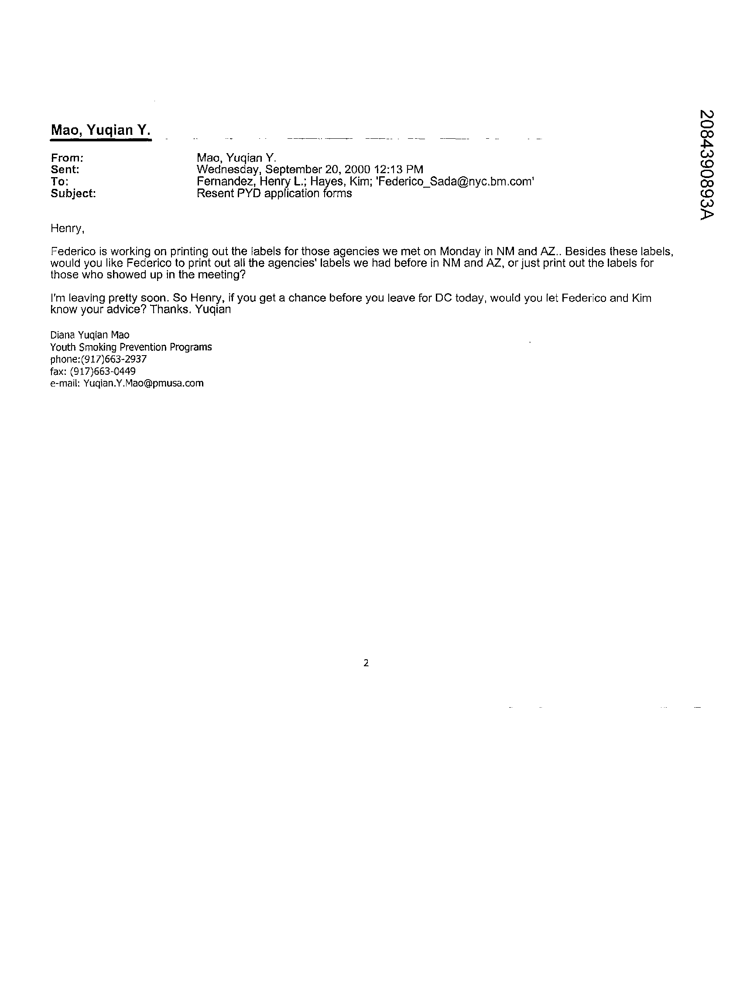 Mao, Yuqian Y.
From: Mao, Yuqian Y.
Sent: Wednesday, September 20, 2000 12:13 PM
To: Fernandez, Henry L.; Hayes, Kim; 'Federico_Sada@nyc.bm.com'
Subject: Resent PYD application forms
Henry,
Federico is working on printing out the labels for those agencies we met on Monday in NM and AZ.. Besides these labels,
would you like Federico to print out all the agencies' labels we had before in NM and AZ, or just print out the labels for
those who showed up in the meeting?
I'm leaving pretty soon. So Henry, if you get a chance before you leave for DC today, would you let Federico and Kim
know your advice? Thanks. Yuqian
Diana Yuqian Mao
Youth Smoking Prevention Programs
phone:(917)663-2937
fax: (917)663-0449
e-mail: Yuqian.Y.Mao@pmusa.com
2
2084390893A